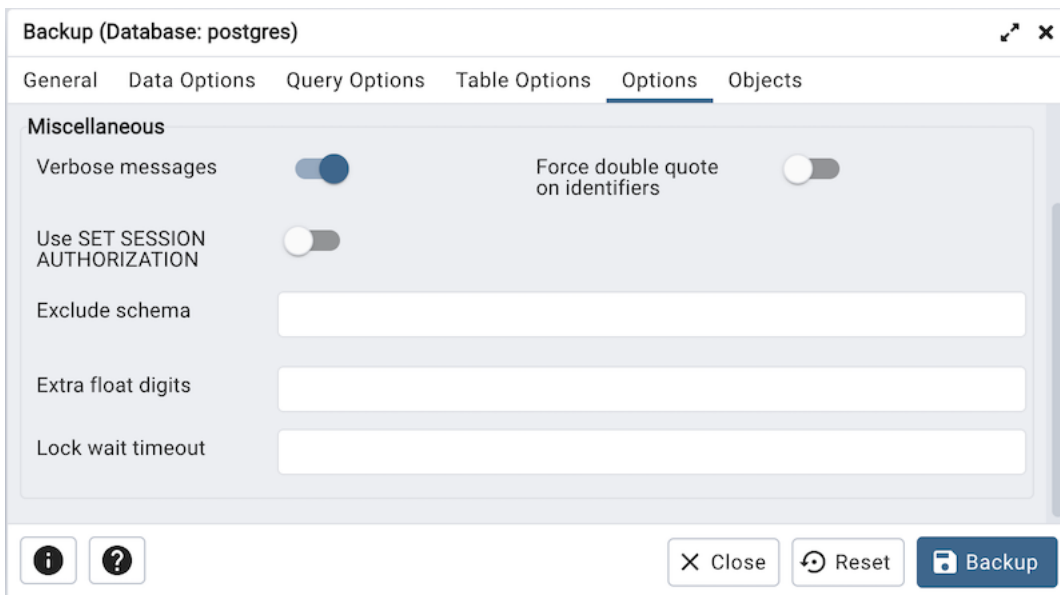 Backup (Database: postgres)
General Data Options Query Options Table Options Options Objects
Miscellaneous
Verbose messages
Force double quote
on identifiers
Use SET SESSION
AUTHORIZATION
Exclude schema
Extra float digits
Lock wait timeout
Close Reset Backup